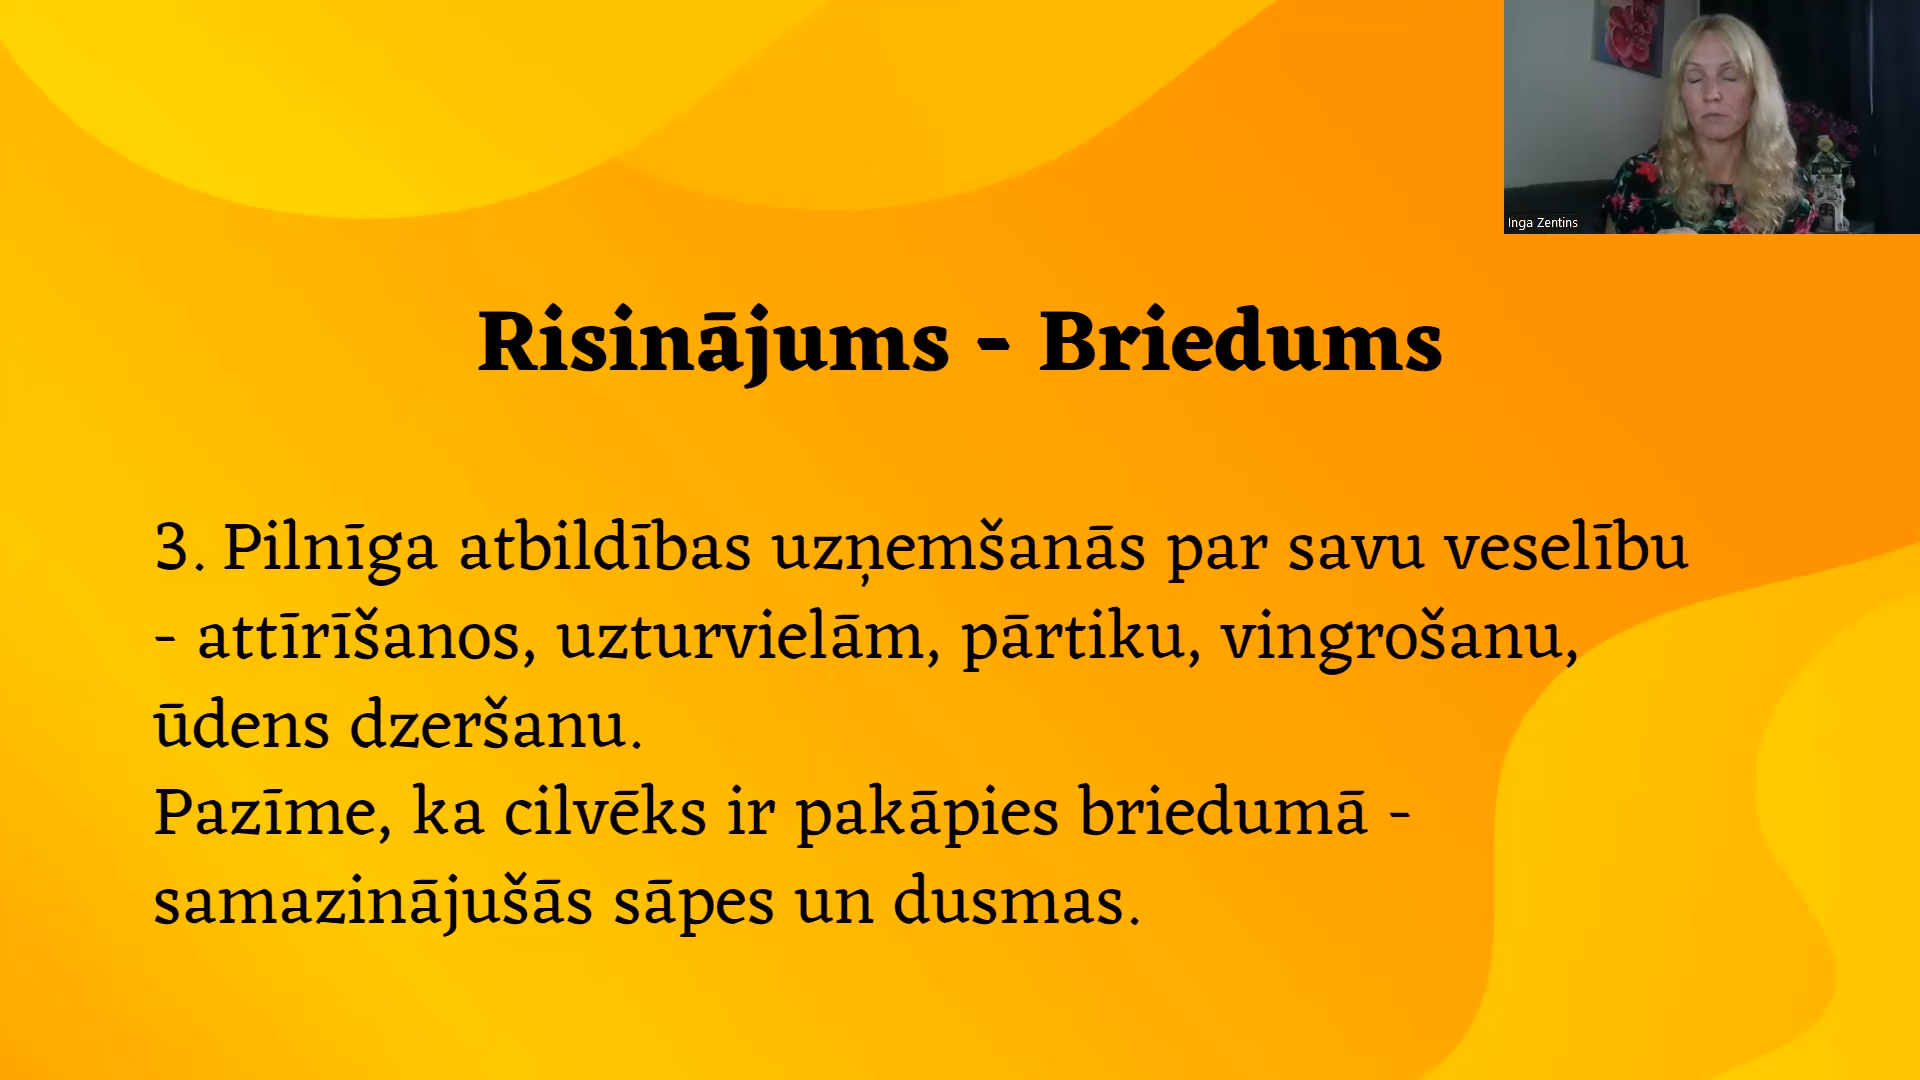 Inga Zentins
Risinājums - Briedums
3. Pilnīga atbildības uzņemšanās par savu veselību
- attīrīšanos, uzturvielām, pārtiku, vingrošanu,
ūdens dzeršanu.
Pazīme, ka cilvēks ir pakāpies briedumā -
samazinājušās sāpes un dusmas.